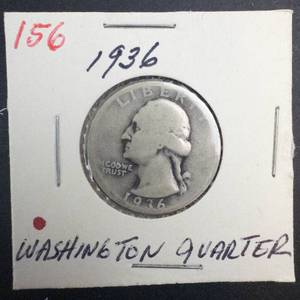 156
1936
LIBERTY
IN GOD WE
TRUST
1936
WASHINGTON QUARTER